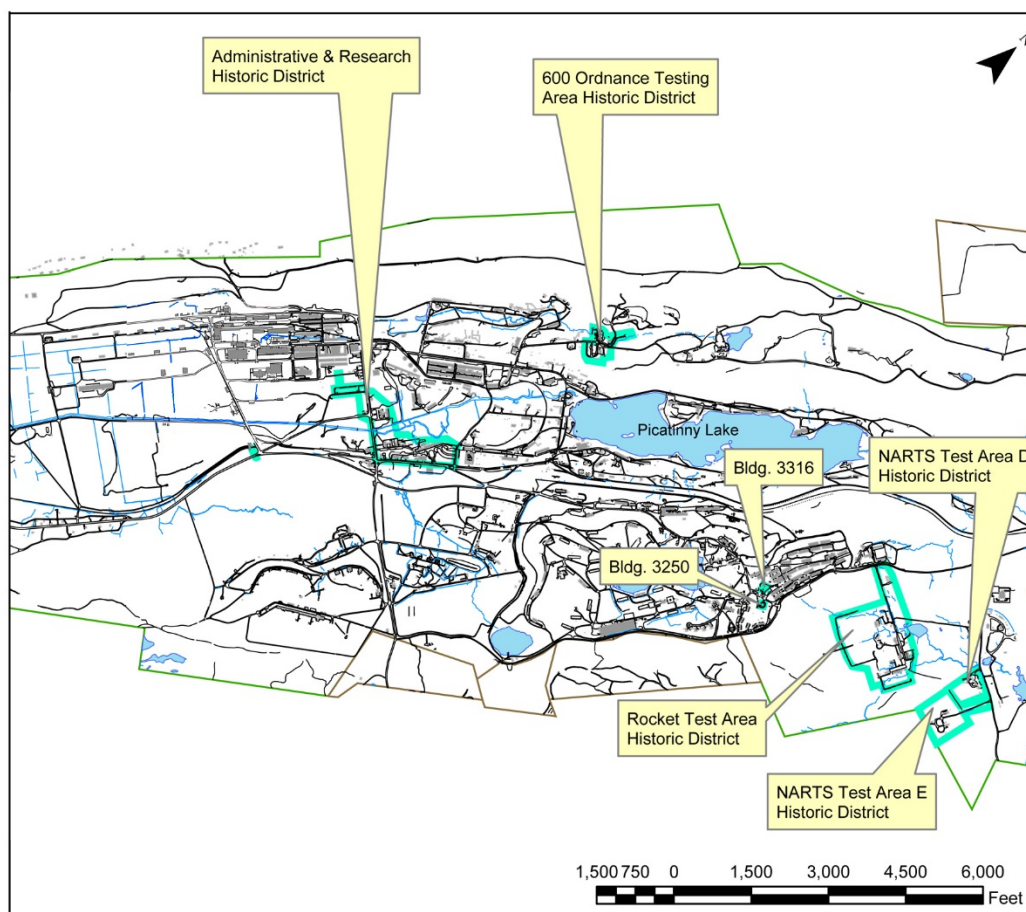 Administrative & Research
Historic District
600 Ordnance Testing
Area Historic District
Picatinny Lake
Bldg. 3316
NARTS Test Area D
Historic District
Bldg. 3250
Rocket Test Area
Historic District
NARTS Test Area E
Historic District
1,500 750 0 1,500 3,000 4,500 6,000
Feet